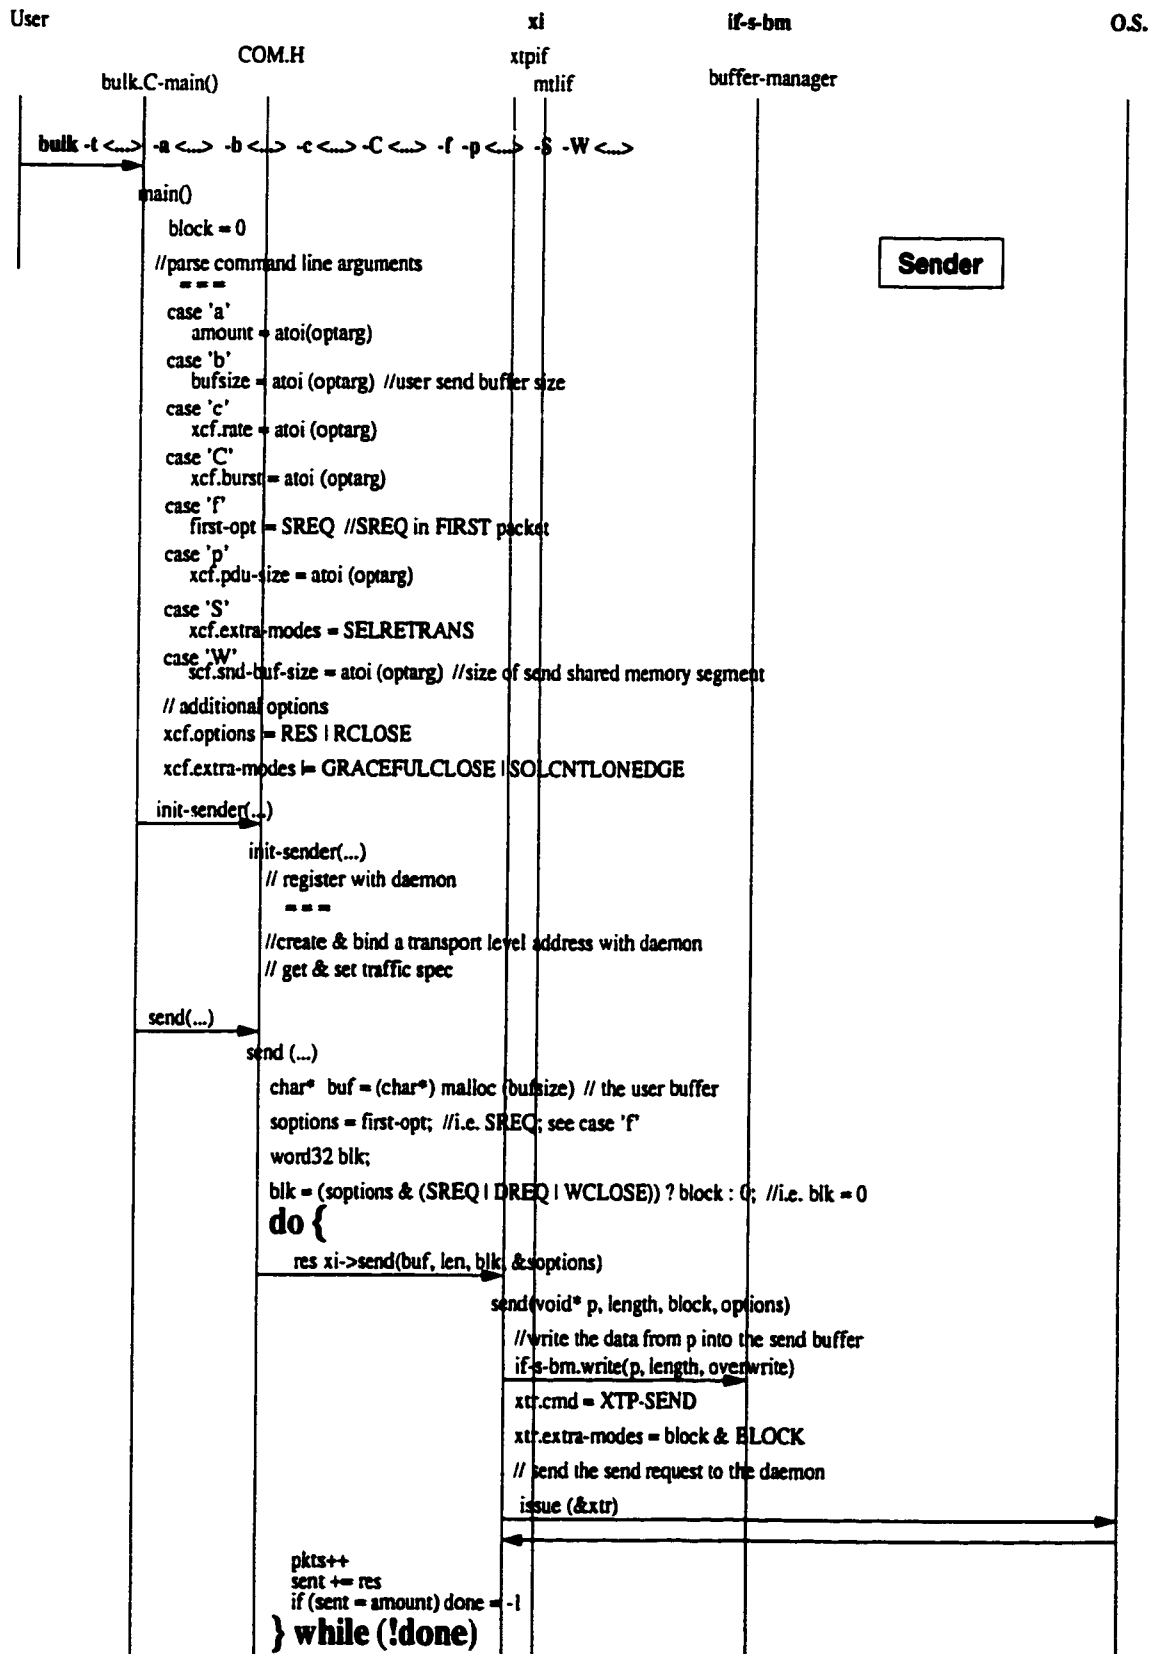 User xi if-s-bm O.S.
COM.H xtpif
bulk.C-main() mtlif buffer-manager
bulk -t <...> -a <...> -b <...> -c <...> -C <...> -f -p <...> -S -W <...>
main()
block = 0
Sender
//parse command line arguments
= = =
case 'a'
amount = atoi(optarg)
case 'b'
bufsize = atoi (optarg) //user send buffer size
case 'c'
xcf.rate = atoi (optarg)
case 'C'
xcf.burst = atoi (optarg)
case 'f'
first-opt = SREQ //SREQ in FIRST packet
case 'p'
xcf.pdu-size = atoi (optarg)
case 'S'
xcf.extra-modes = SELRETRANS
case 'W'
scf.snd-buf-size = atoi (optarg) //size of send shared memory segment
// additional options
xcf.options = RES | RCLOSE
xcf.extra-modes |= GRACEFULCLOSE | SOLCNTLONEDGE
init-sender(...)
init-sender(...)
// register with daemon
= = =
//create & bind a transport level address with daemon
// get & set traffic spec
send(...)
send (...)
char* buf = (char*) malloc (bufsize) // the user buffer
soptions = first-opt; //i.e. SREQ; see case 'f'
word32 blk;
blk = (soptions & (SREQ | DREQ | WCLOSE)) ? block : 0; //i.e. blk = 0
do {
res xi->send(buf, len, blk, &soptions)
send(void* p, length, block, options)
//write the data from p into the send buffer
if-s-bm.write(p, length, overwrite)
xtr.cmd = XTP-SEND
xtr.extra-modes = block & BLOCK
// send the send request to the daemon
issue (&xtr)
pkts++
sent += res
if (sent = amount) done = -1
} while (!done)